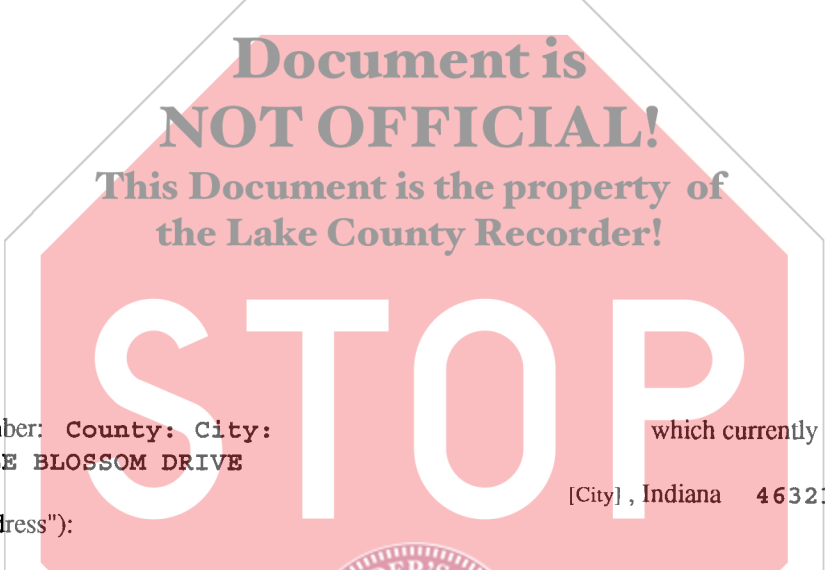 Document is
NOT OFFICIAL!
This Document is the property of
the Lake County Recorder!
STOP
County: City: which currently
BLOSSOM DRIVE
[City] , Indiana